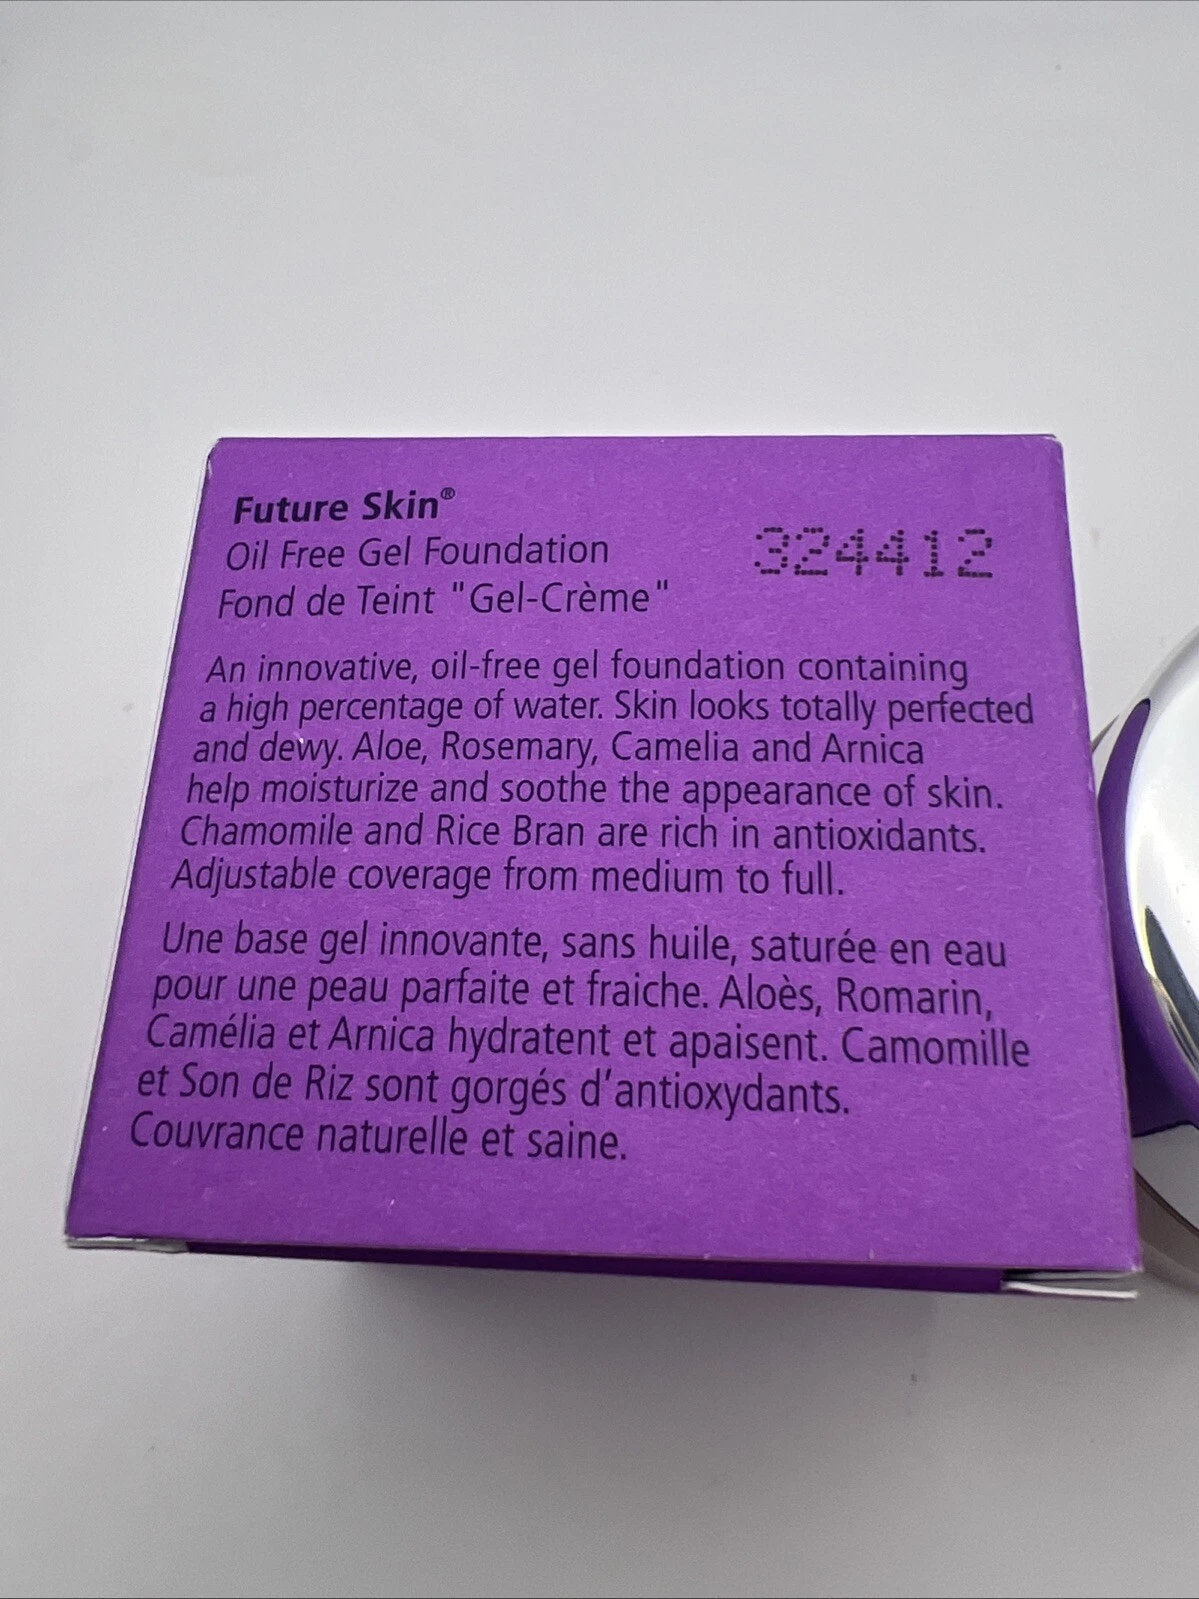 Future Skin®
Oil Free Gel Foundation
Fond de Teint "Gel-Crème"
324412
An innovative, oil-free gel foundation containing
a high percentage of water. Skin looks totally perfected
and dewy. Aloe, Rosemary, Camelia and Arnica
help moisturize and soothe the appearance of skin.
Chamomile and Rice Bran are rich in antioxidants.
Adjustable coverage from medium to full.
Une base gel innovante, sans huile, saturée en eau
pour une peau parfaite et fraiche. Aloès, Romarin,
Camélia et Arnica hydratent et apaisent. Camomille
et Son de Riz sont gorgés d'antioxydants.
Couvrance naturelle et saine.